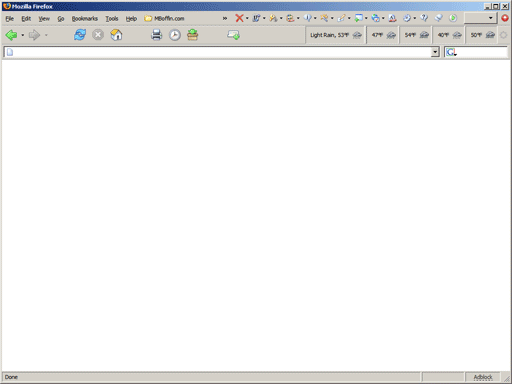 Mozilla Firefox
File Edit View Go Bookmarks Tools Help MBoffin.com »
Light Rain, 53°F 47°F 54°F 40°F 50°F
Done Adblock